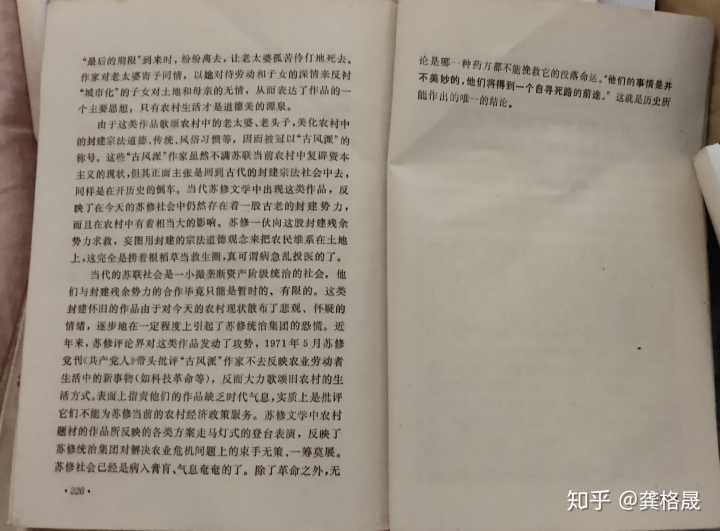 “最后的期限”到来时，纷纷离去，让老太婆孤苦伶仃地死去。
作家对老太婆寄予同情，以她对待劳动和子女的深情来反衬
“城市化”的子女对土地和母亲的无情，从而表达了作品的一
个主要思想，只有农村生活才是道德美的源泉。
由于这类作品歌颂农村中的老太婆、老头子，美化农村中
的封建宗法道德、传统、风俗习惯等，因而被冠以“古风派”的
称号。这些“古风派”作家虽然不满苏联当前农村中复辟资本
主义的现状，但其正面主张是回到古代的封建宗法社会中去，
同样是在开历史的倒车。当代苏修文学中出现这类作品，反
映了在今天的苏修社会中仍然存在着一股古老的封建势力，
而且在农村中有着相当大的影响。苏修一伙向这股封建残余
势力求救，妄图用封建的宗法道德观念来把农民维系在土地
上，这完全是捞着根稻草当救生圈，真可谓病急乱投医的了。
当代的苏联社会是一小撮垄断资产阶级统治的社会。他
们与封建残余势力的合作毕竟只能是暂时的、有限的。这类
封建怀旧的作品由于对今天的农村现状散布了悲观、怀疑的
情绪，逐步地在一定程度上引起了苏修统治集团的恐慌。近
年来，苏修评论界对这类作品发动了攻势，1971年5月苏修
党刊《共产党人》带头批评“古风派”作家不去反映农业劳动者
生活中的新事物（如科技革命等），反而大力歌颂旧农村的生
活方式。表面上指责他们的作品缺乏时代气息，实质上是批评
它们不能为苏修当前的农村经济政策服务。苏修文学中农村
题材的作品所反映的各类方案走马灯式的登台表演，反映了
苏修统治集团对解决农业危机问题上的束手无策、一筹莫展。
苏修社会已经是病入膏肓、气息奄奄的了。除了革命之外，无
·326·
论是哪一种药方都不能挽救它的没落命运。“他们的事情是并
不美妙的，他们将得到一个自寻死路的前途。”这就是历史所
能作出的唯一的结论。
知乎 @龚格晟